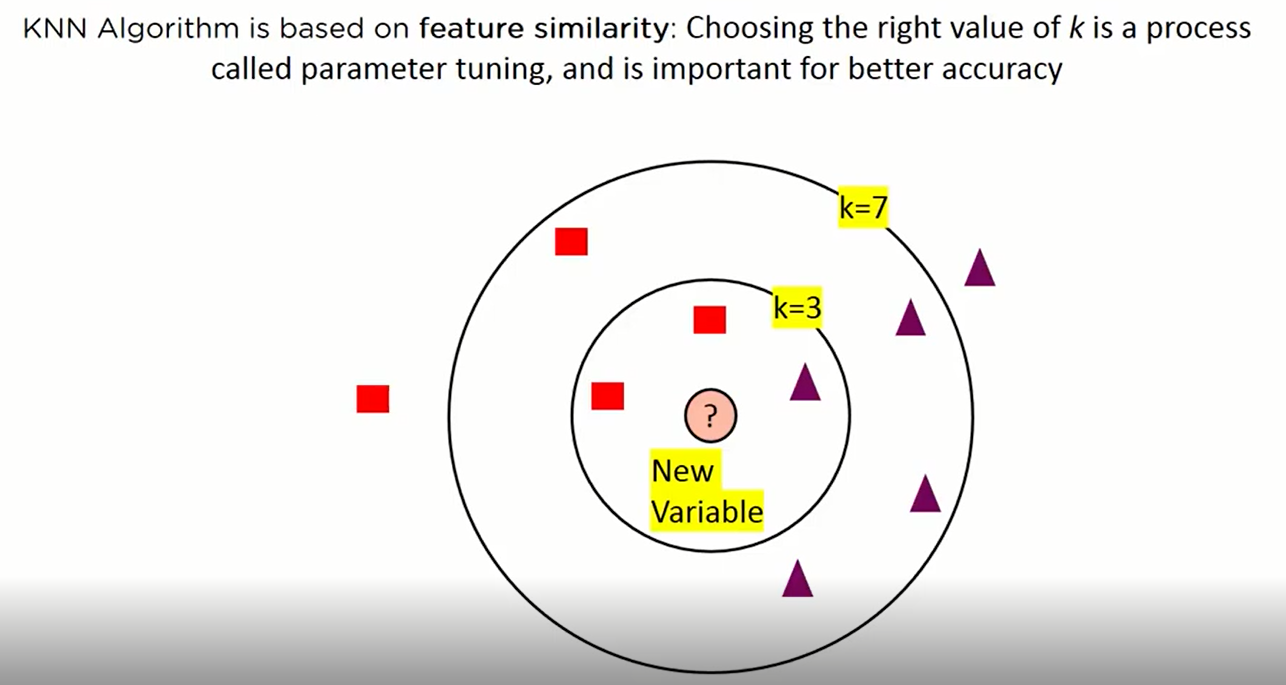 KNN Algorithm is based on feature similarity: Choosing the right value of k is a process
called parameter tuning, and is important for better accuracy
k=7
k=3
?
New
Variable